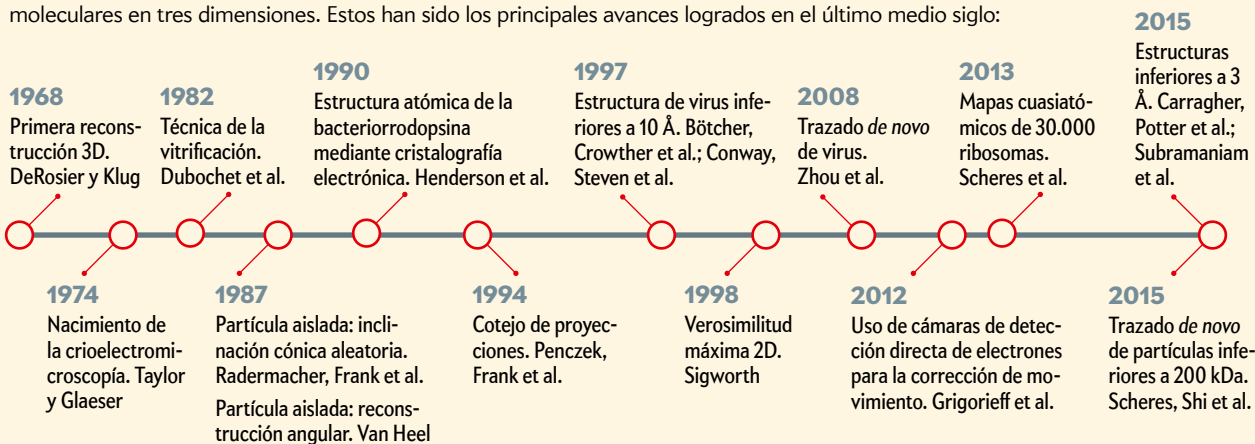 moleculares en tres dimensiones. Estos han sido los principales avances logrados en el último medio siglo:
1968
Primera recons-
trucción 3D.
DeRosier y Klug
1974
Nacimiento de
la crioelectromi-
croscopía. Taylor
y Glaeser
1982
Técnica de la
vitrificación.
Dubochet et al.
1987
Partícula aislada: incli-
nación cónica aleatoria.
Radermacher, Frank et al.
Partícula aislada: recons-
trucción angular. Van Heel
1990
Estructura atómica de la
bacteriorrodopsina
mediante cristalografía
electrónica. Henderson et al.
1994
Cotejo de proyec-
ciones. Penczek,
Frank et al.
1997
Estructura de virus infe-
riores a 10 Å. Bötcher,
Crowther et al.; Conway,
Steven et al.
1998
Verosimilitud
máxima 2D.
Sigworth
2008
Trazado de novo
de virus.
Zhou et al.
2012
Uso de cámaras de detec-
ción directa de electrones
para la corrección de mo-
vimiento. Grigorieff et al.
2013
Mapas cuasiató-
micos de 30.000
ribosomas.
Scheres et al.
2015
Estructuras
inferiores a 3
Å. Carragher,
Potter et al.;
Subramaniam
et al.
2015
Trazado de novo
de partículas infe-
riores a 200 kDa.
Scheres, Shi et al.